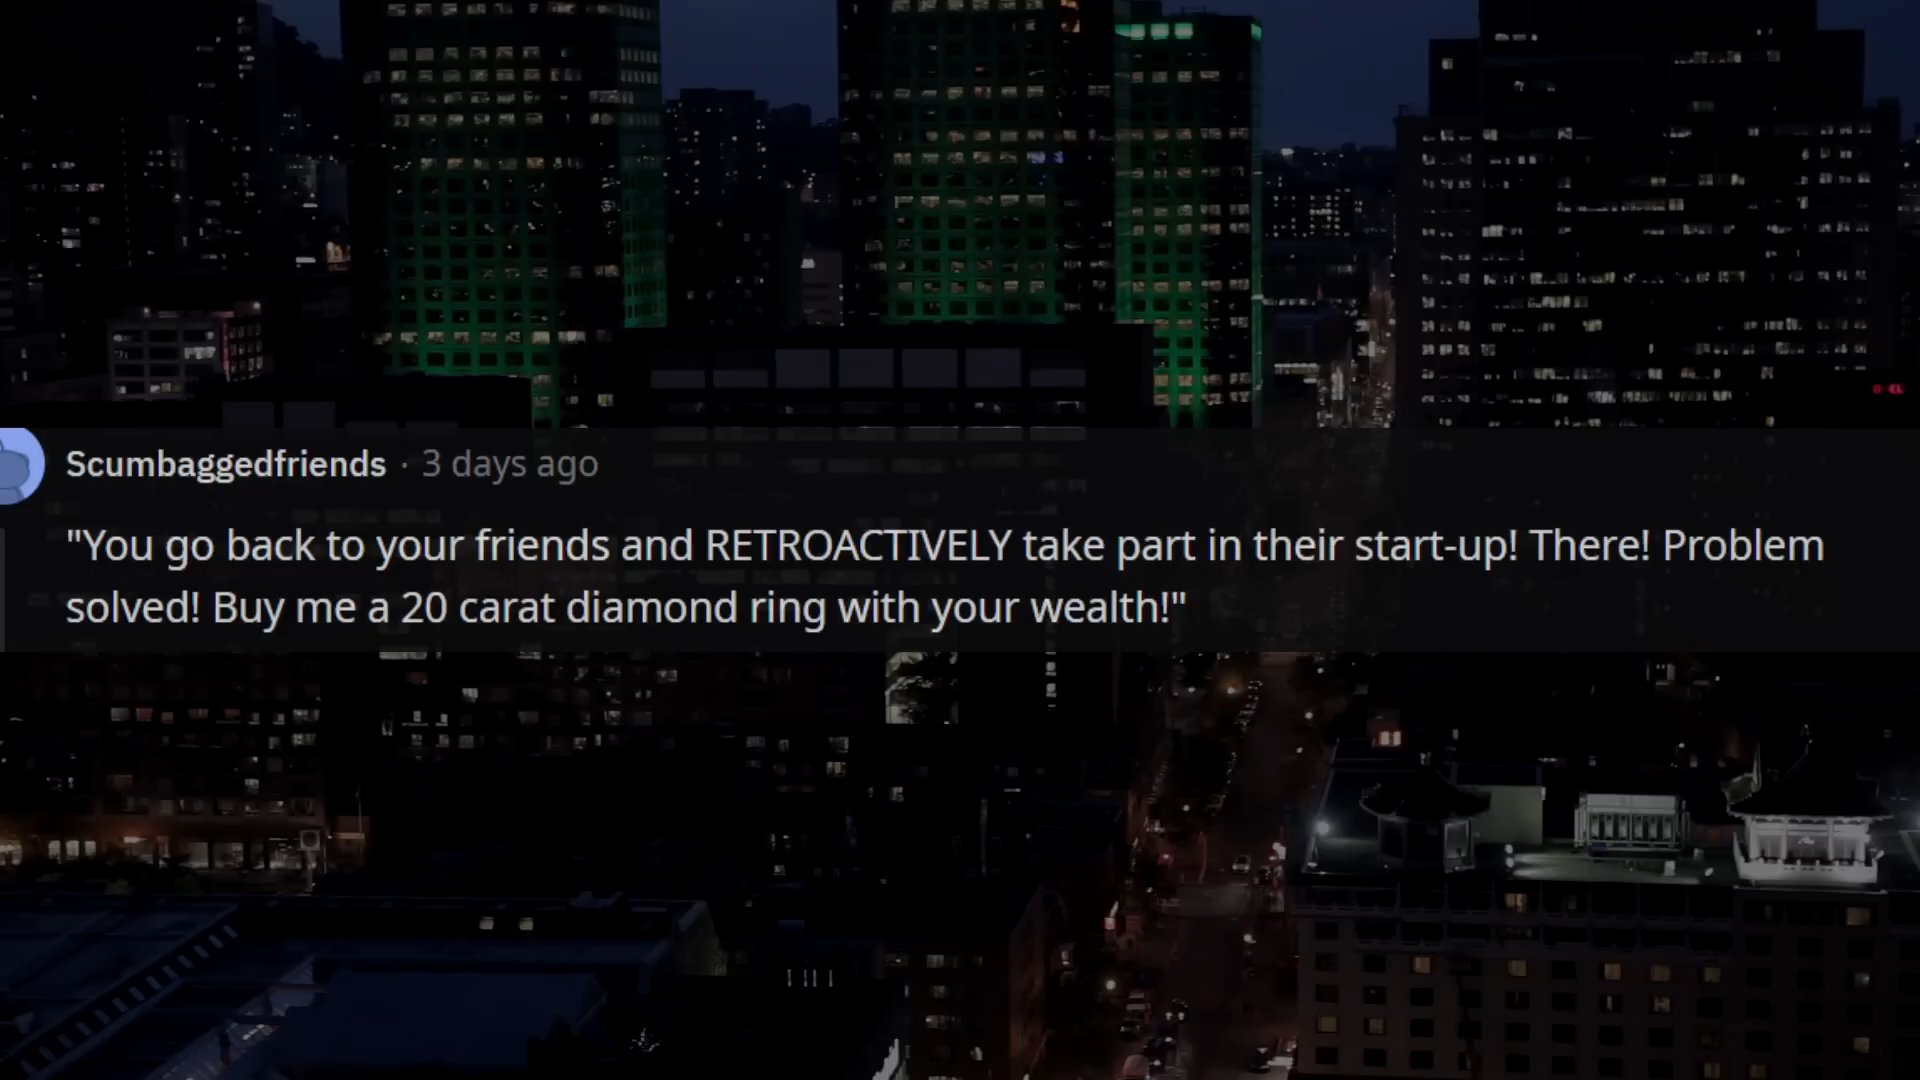 Scumbaggedfriends · 3 days ago
"You go back to your friends and RETROACTIVELY take part in their start-up! There! Problem
solved! Buy me a 20 carat diamond ring with your wealth!"